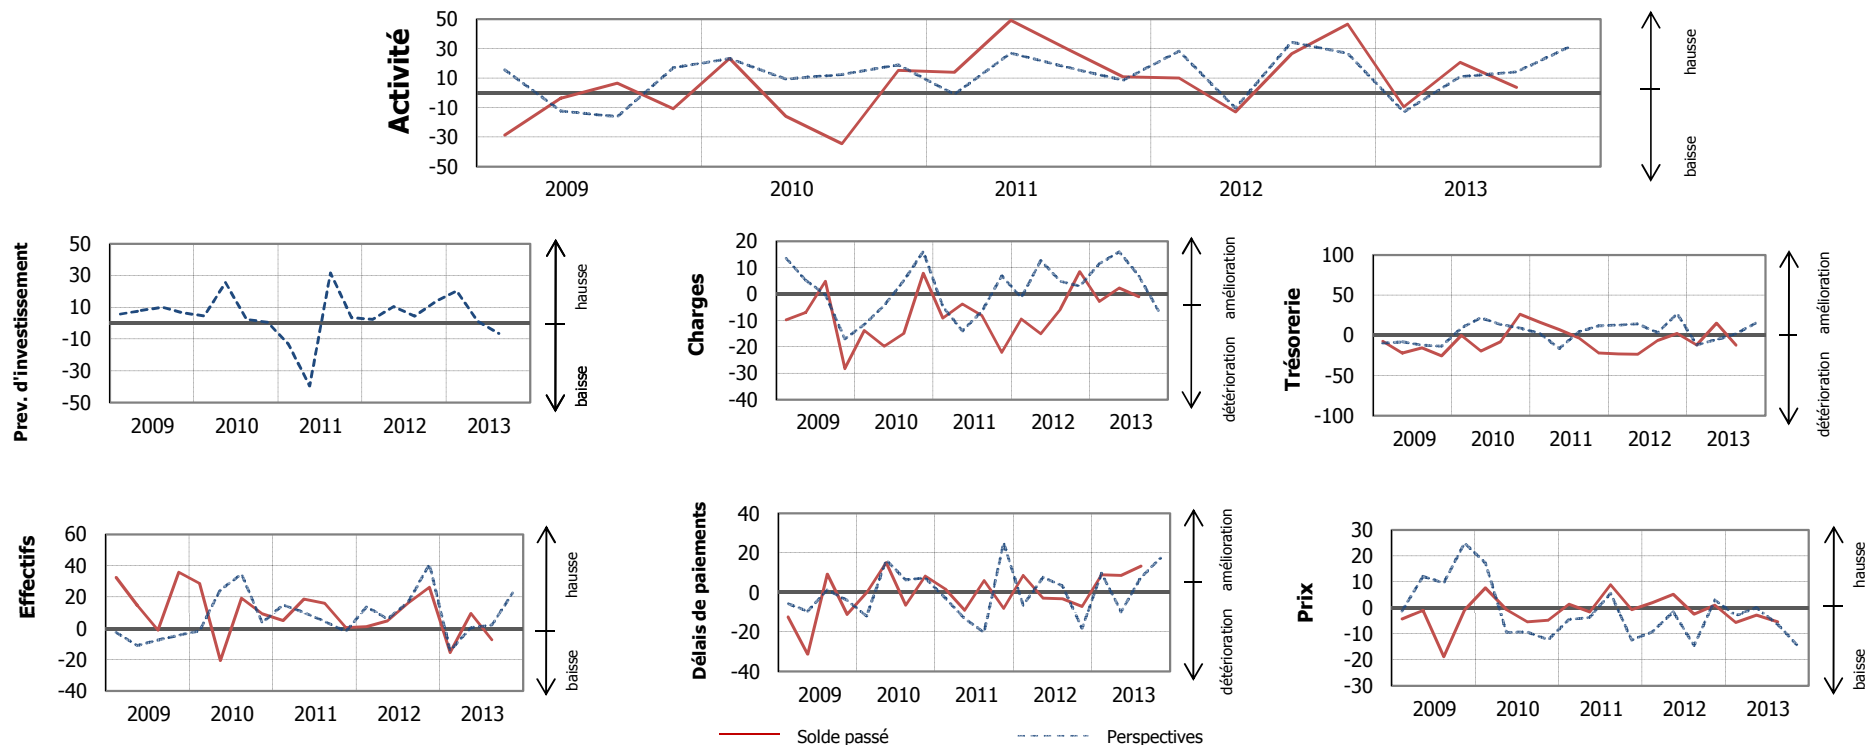 Activité
50
30
10
-10
-30
-50
2009 2010 2011 2012 2013
hausse
baisse
Prev. d'investissement
50
30
10
-10
-30
-50
2009 2010 2011 2012 2013
hausse
baisse
Charges
20
10
0
-10
-20
-30
-40
2009 2010 2011 2012 2013
amélioration
détérioration
Trésorerie
100
50
0
-50
-100
2009 2010 2011 2012 2013
amélioration
détérioration
Effectifs
60
40
20
0
-20
-40
2009 2010 2011 2012 2013
hausse
baisse
Délais de paiements
40
20
0
-20
-40
2009 2010 2011 2012 2013
amélioration
détérioration
Prix
30
20
10
0
-10
-20
-30
2009 2010 2011 2012 2013
hausse
baisse
Solde passé Perspectives